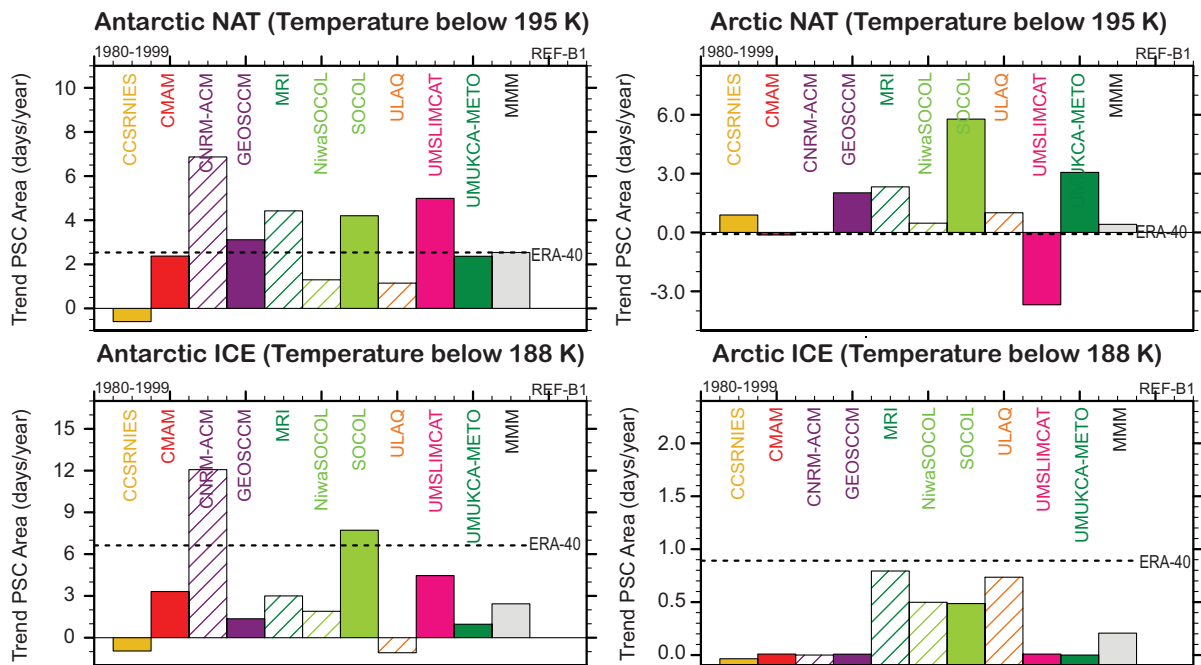 Antarctic NAT (Temperature below 195 K)
1980-1999
REF-B1
Trend PSC Area (days/year)
10
8
6
4
2
0
CCSRNIES
CMAM
CNRM-ACM
GEOSCCM
MRI
NiwaSOCOL
SOCOL
ULAQ
UMSLIMCAT
UMUKCA-METO
MMM
ERA-40
Arctic NAT (Temperature below 195 K)
1980-1999
REF-B1
Trend PSC Area (days/year)
6.0
3.0
0.0
-3.0
CCSRNIES
CMAM
CNRM-ACM
GEOSCCM
MRI
NiwaSOCOL
SOCOL
ULAQ
UMSLIMCAT
UMUKCA-METO
MMM
ERA-40
Antarctic ICE (Temperature below 188 K)
1980-1999
REF-B1
Trend PSC Area (days/year)
15
12
9
6
3
0
CCSRNIES
CMAM
CNRM-ACM
GEOSCCM
MRI
NiwaSOCOL
SOCOL
ULAQ
UMSLIMCAT
UMUKCA-METO
MMM
ERA-40
Arctic ICE (Temperature below 188 K)
1980-1999
REF-B1
Trend PSC Area (days/year)
2.0
1.5
1.0
0.5
0.0
CCSRNIES
CMAM
CNRM-ACM
GEOSCCM
MRI
NiwaSOCOL
SOCOL
ULAQ
UMSLIMCAT
UMUKCA-METO
MMM
ERA-40